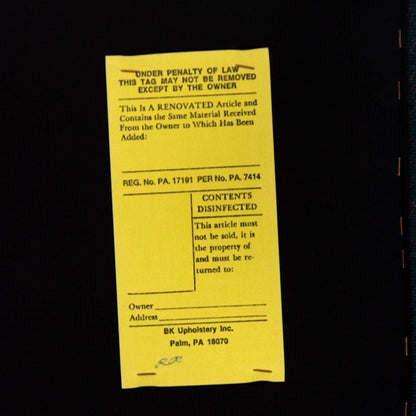 UNDER PENALTY OF LAW
THIS TAG MAY NOT BE REMOVED
EXCEPT BY THE OWNER
This Is A RENOVATED Article and
Contains the Same Material Received
From the Owner to Which Has Been
Added:
REG. No. PA. 17191 PER No. PA. 7414
CONTENTS
DISINFECTED
This article must
not be sold, it is
the property of
and must be re-
turned to:
Owner
Address
BK Upholstery Inc.
Palm, PA 18070